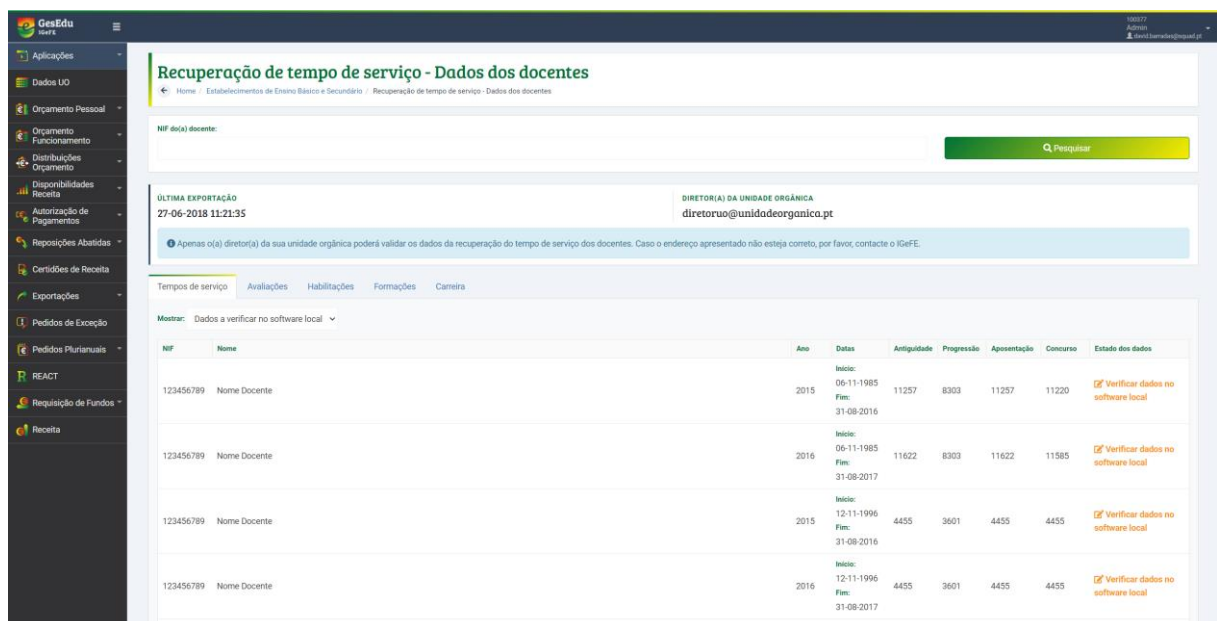 GesEdu
IGeFE
100377
Admin
david.barradas@squad.pt
Aplicações
Dados UO
Orçamento Pessoal
Orçamento
Funcionamento
Distribuições
Orçamento
Disponibilidades
Receita
Autorização de
Pagamentos
Reposições Abatidas
Certidões de Receita
Exportações
Pedidos de Exceção
Pedidos Plurianuais
REACT
Requisição de Fundos
Receita
Recuperação de tempo de serviço - Dados dos docentes
Home / Estabelecimentos de Ensino Básico e Secundário / Recuperação de tempo de serviço - Dados dos docentes
NIF do(a) docente:
Pesquisar
ÚLTIMA EXPORTAÇÃO
27-06-2018 11:21:35
DIRETOR(A) DA UNIDADE ORGÂNICA
diretoruo@unidadeorganica.pt
Apenas o(a) diretor(a) da sua unidade orgânica poderá validar os dados da recuperação do tempo de serviço dos docentes. Caso o endereço apresentado não esteja correto, por favor, contacte o IGeFE.
Tempos de serviço Avaliações Habilitações Formações Carreira
Mostrar: Dados a verificar no software local
NIF Nome Ano Datas Antiguidade Progressão Aposentação Concurso Estado dos dados
Início:
06-11-1985
123456789 Nome Docente 2015 Fim: 11257 8303 11257 11220 Verificar dados no software local
31-08-2016
Início:
06-11-1985
123456789 Nome Docente 2016 Fim: 11622 8303 11622 11585 Verificar dados no software local
31-08-2017
Início:
12-11-1996
123456789 Nome Docente 2015 Fim: 4455 3601 4455 4455 Verificar dados no software local
31-08-2016
Início:
12-11-1996
123456789 Nome Docente 2016 Fim: 4455 3601 4455 4455 Verificar dados no software local
31-08-2017